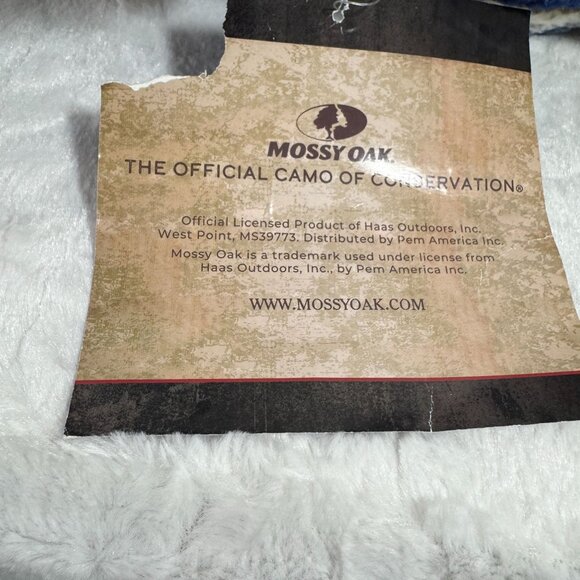 MOSSY OAK.
THE OFFICIAL CAMO OF CONSERVATION®
Official Licensed Product of Haas Outdoors, Inc.
West Point, MS39773. Distributed by Pem America Inc.
Mossy Oak is a trademark used under license from
Haas Outdoors, Inc., by Pem America Inc.
WWW.MOSSYOAK.COM